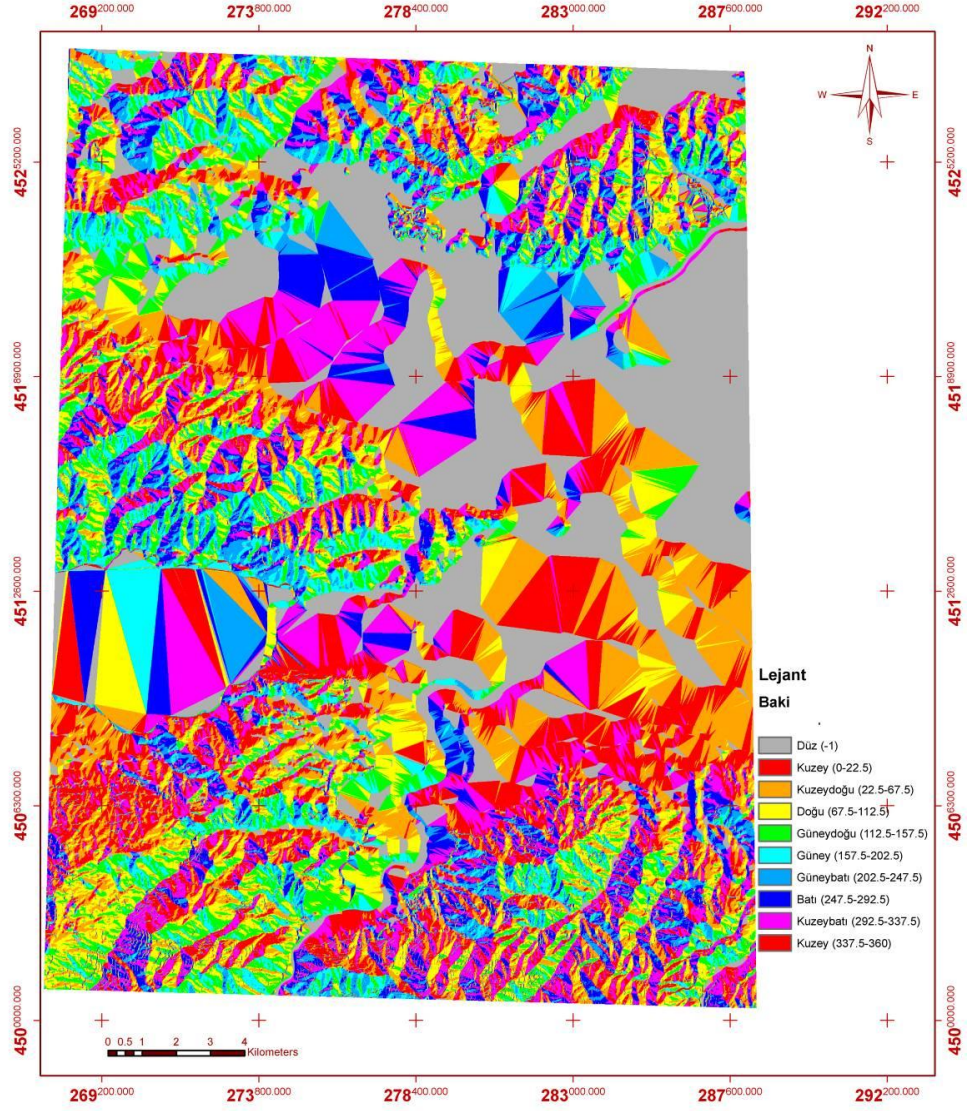 269200.000 273800.000 278400.000 283000.000 287600.000 292200.000
N
W E
S
4525200.000 4525200.000
4518900.000 4518900.000
4512600.000 4512600.000
Lejant
Baki
Düz (-1)
Kuzey (0-22.5)
Kuzeydoğu (22.5-67.5)
Doğu (67.5-112.5)
Güneydoğu (112.5-157.5)
Güney (157.5-202.5)
Güneybatı (202.5-247.5)
Batı (247.5-292.5)
Kuzeybatı (292.5-337.5)
Kuzey (337.5-360)
4506300.000 4506300.000
4500000.000 4500000.000
0 0.5 1 2 3 4
Kilometers
269200.000 273800.000 278400.000 283000.000 287600.000 292200.000